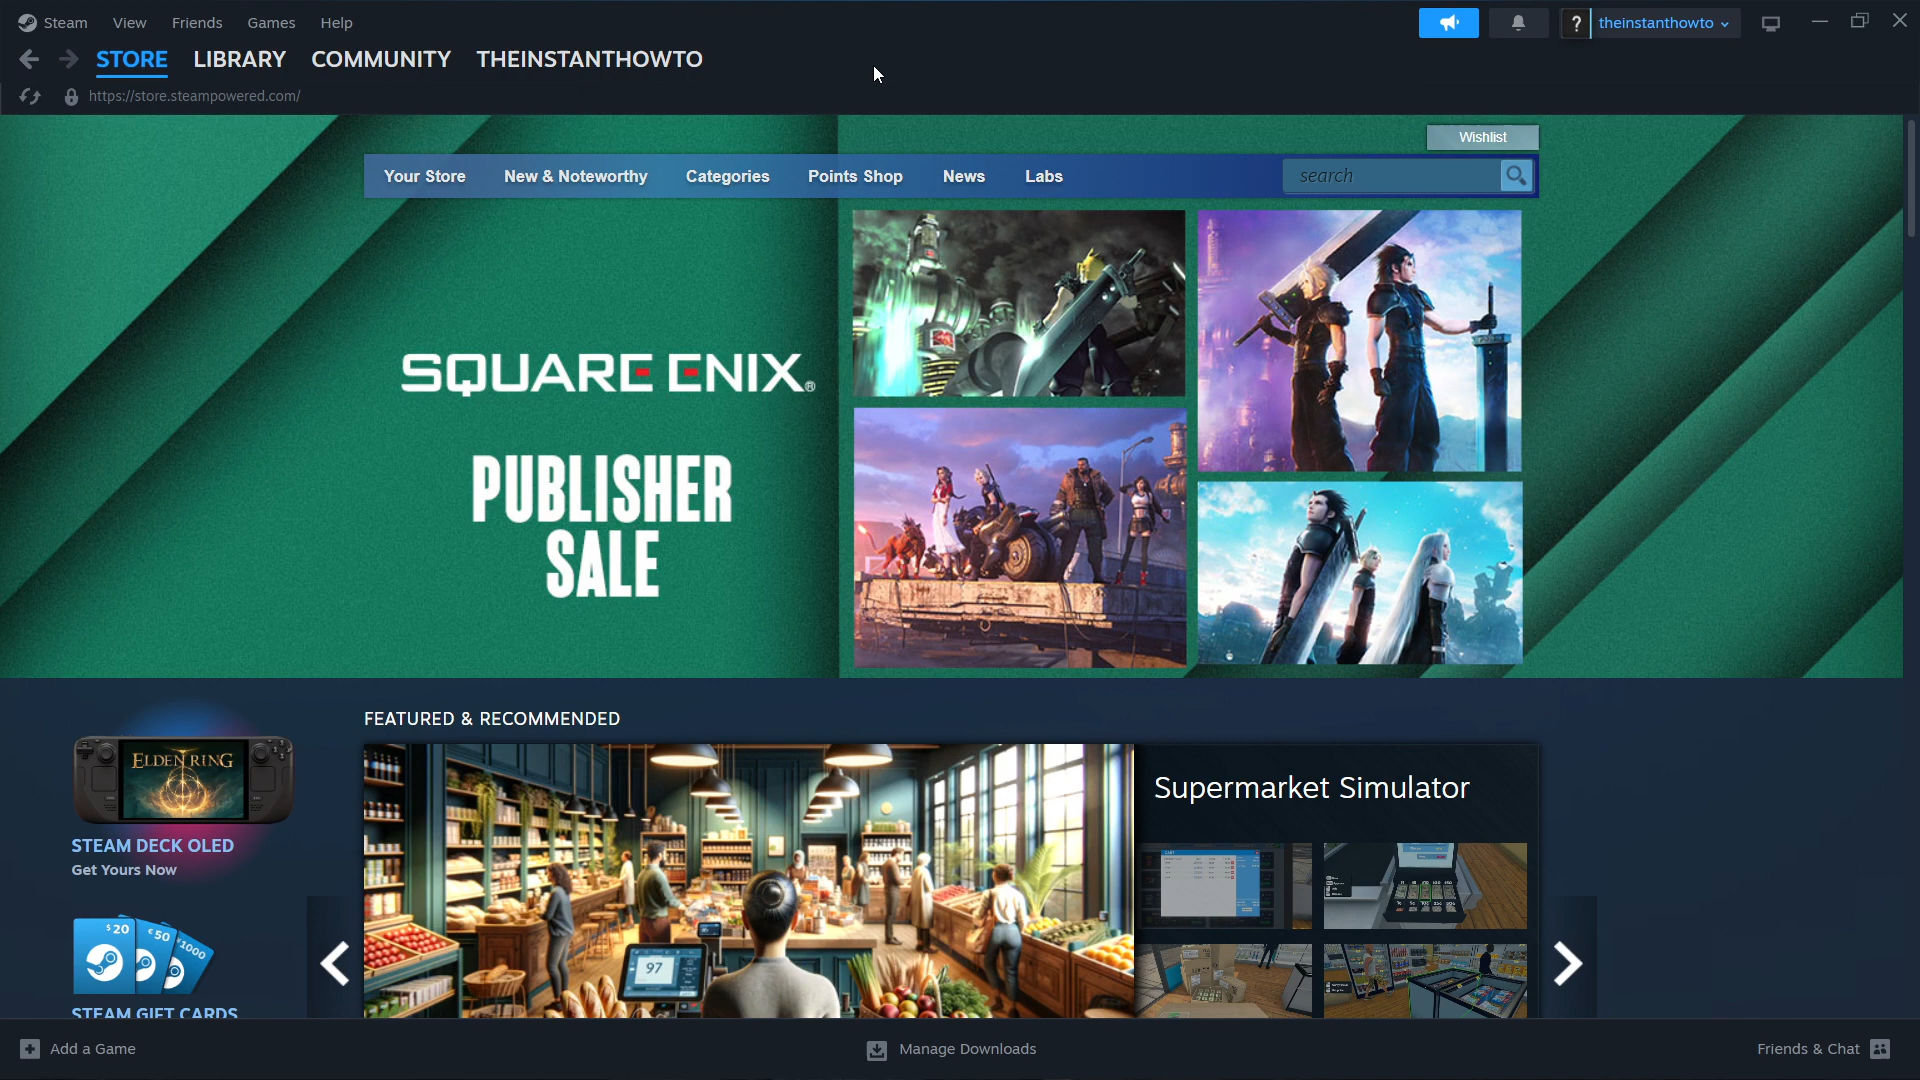 Steam View Friends Games Help
? theinstanthowto
STORE LIBRARY COMMUNITY THEINSTANTHOWTO
https://store.steampowered.com/
Wishlist
Your Store New & Noteworthy Categories Points Shop News Labs search
SQUARE ENIX®
PUBLISHER
SALE
FEATURED & RECOMMENDED
ELDEN RING
Supermarket Simulator
STEAM DECK OLED
Get Yours Now
$20 €50 ¥1000
97
STEAM GIFT CARDS
Add a Game Manage Downloads Friends & Chat